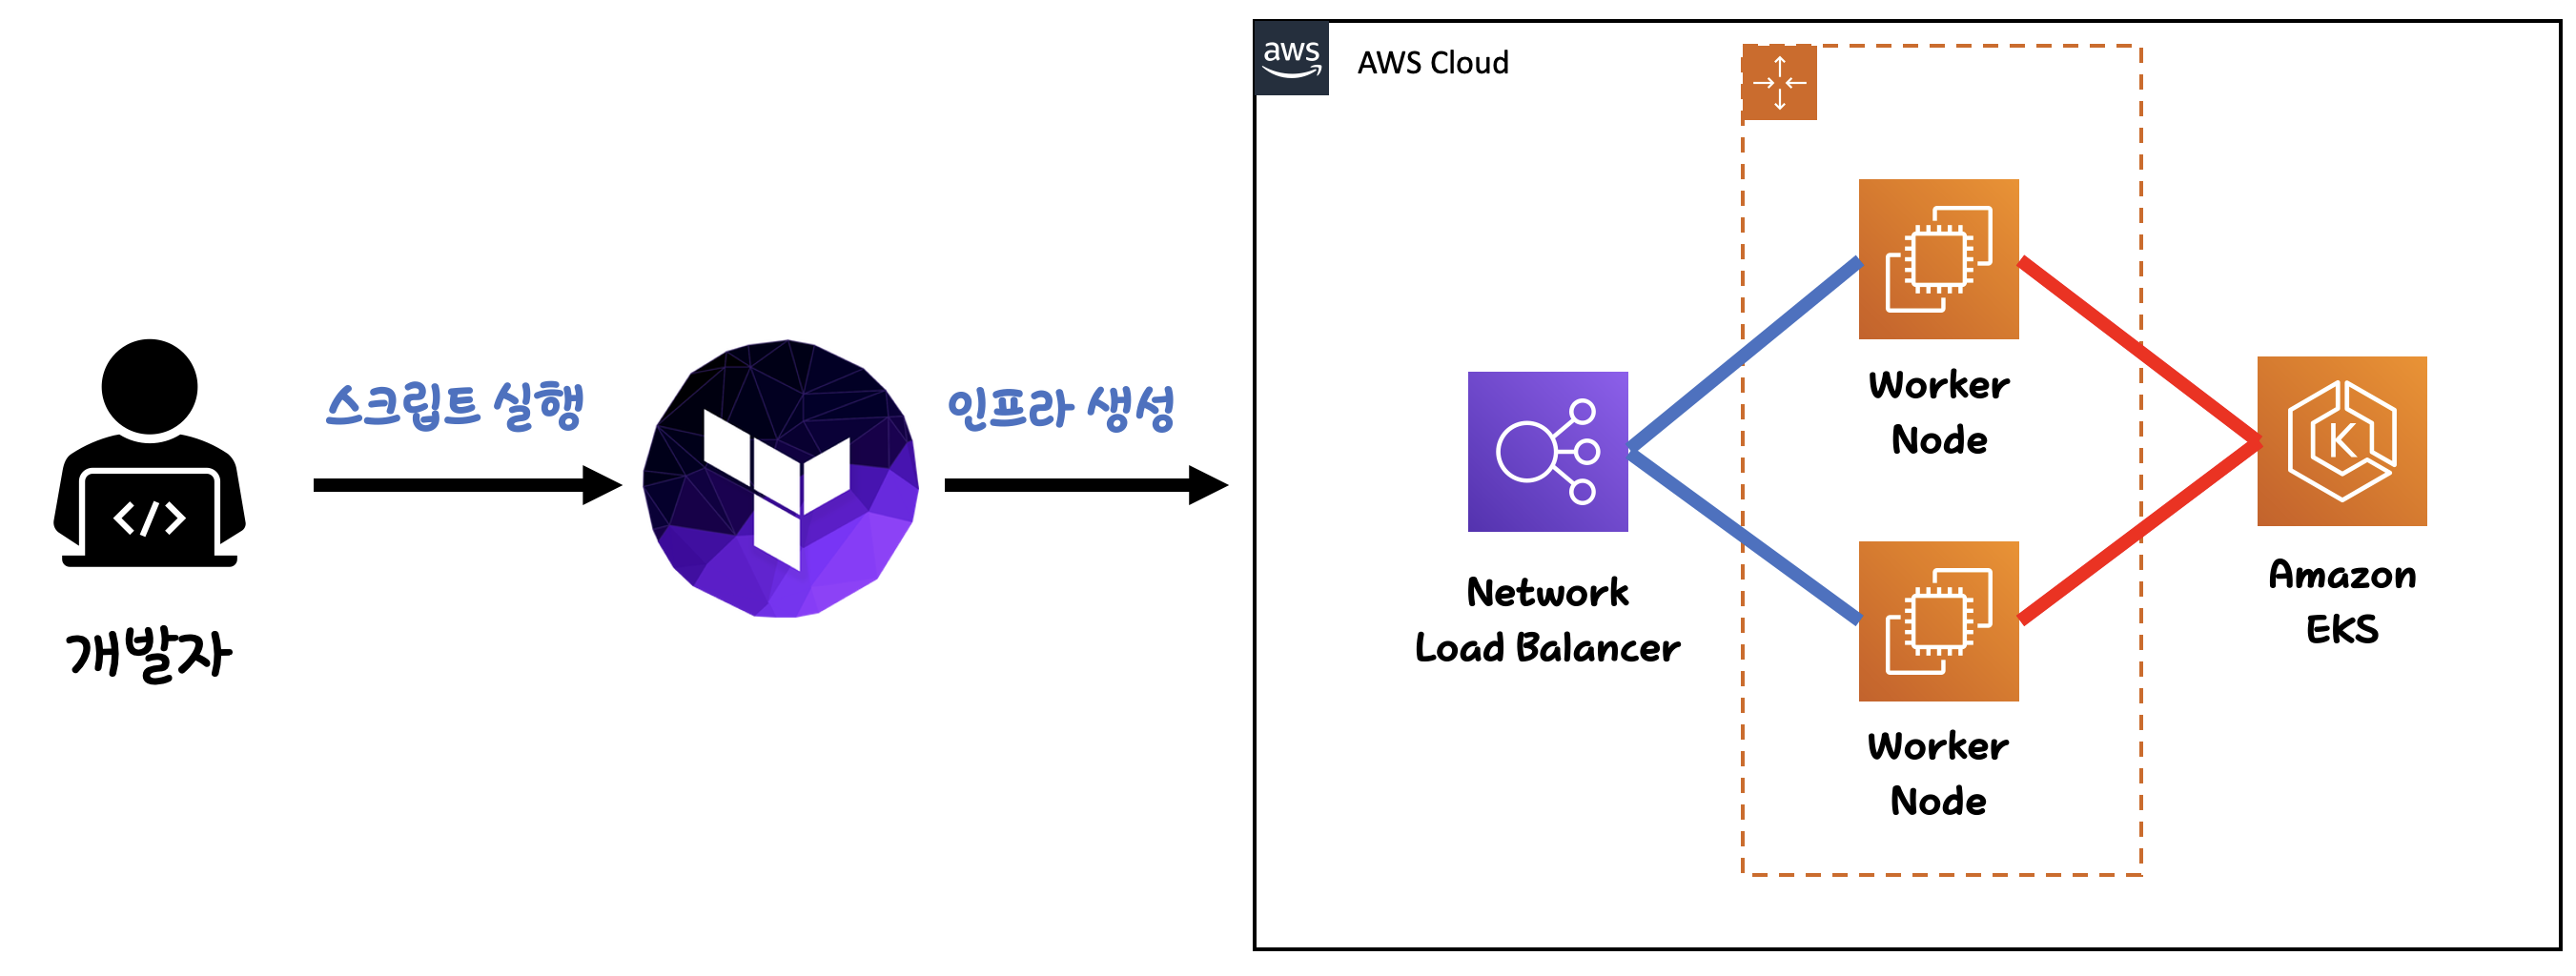 aws
AWS Cloud
스크립트 실행
인프라 생성
</>
개발자
Worker
Node
Network
Load Balancer
K
Amazon
EKS
Worker
Node